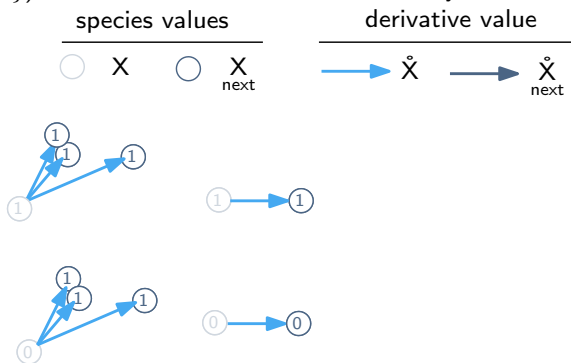 species values
derivative value
X X X̊ X̊
next next
1
1
1
1 1 1
1
1
1 0 0
0